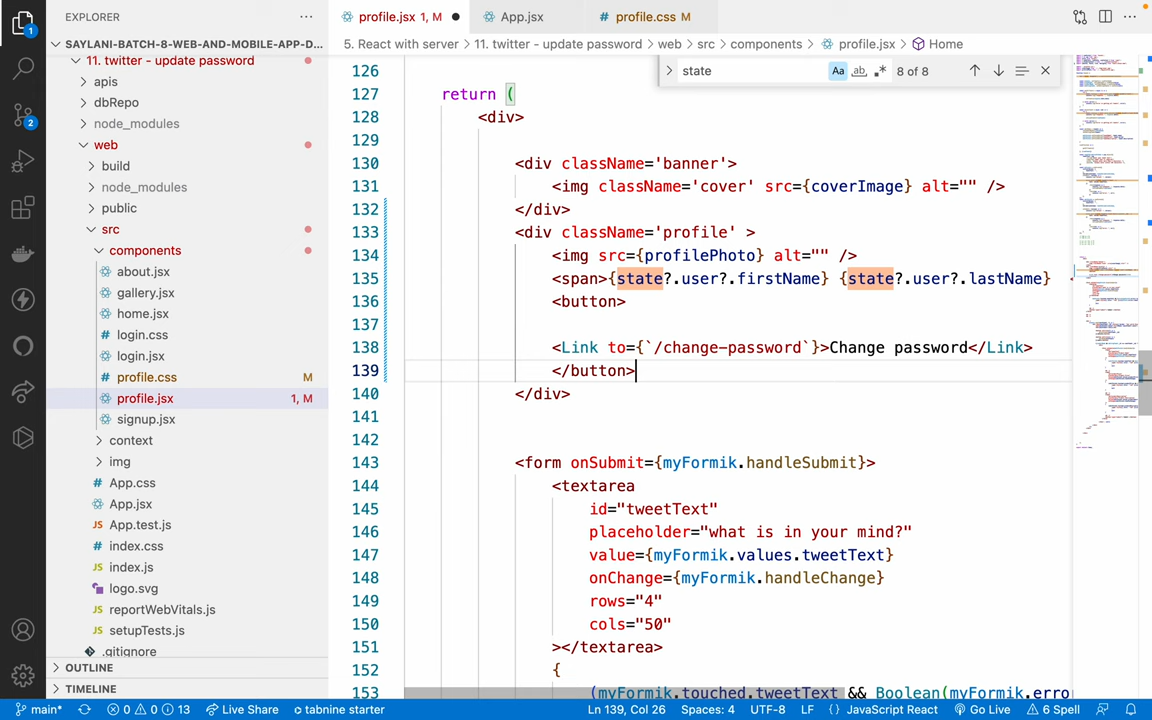 EXPLORER
profile.jsx 1, M
App.jsx
profile.css M
SAYLANI-BATCH-8-WEB-AND-MOBILE-APP-D...
5. React with server > 11. twitter - update password > web > src > components > profile.jsx > Home
11. twitter - update password
apis
dbRepo
node_modules
web
build
node_modules
public
src
components
about.jsx
gallery.jsx
home.jsx
login.css
login.jsx
profile.css M
profile.jsx 1, M
signup.jsx
context
img
App.css
App.jsx
App.test.js
index.css
index.js
logo.svg
reportWebVitals.js
setupTests.js
.gitignore
OUTLINE
TIMELINE
state
Aa ab .*
8 of 8
126
127 return (
128 <div>
129
130 <div className='banner'>
131 <img className='cover' src={coverImage} alt="" />
132 </div>
133 <div className='profile' >
134 <img src={profilePhoto} alt="" />
135 <span>{state?.user?.firstName} {state?.user?.lastName}
136 <button>
137
138 <Link to={`/change-password`}>Change password</Link>
139 </button>
140 </div>
141
142
143 <form onSubmit={myFormik.handleSubmit}>
144 <textarea
145 id="tweetText"
146 placeholder="what is in your mind?"
147 value={myFormik.values.tweetText}
148 onChange={myFormik.handleChange}
149 rows="4"
150 cols="50"
151 ></textarea>
152 {
153 (myFormik.touched.tweetText && Boolean(myFormik.erro
main* 0 0 13 Live Share tabnine starter Ln 139, Col 26 Spaces: 4 UTF-8 LF {} JavaScript React Go Live 6 Spell